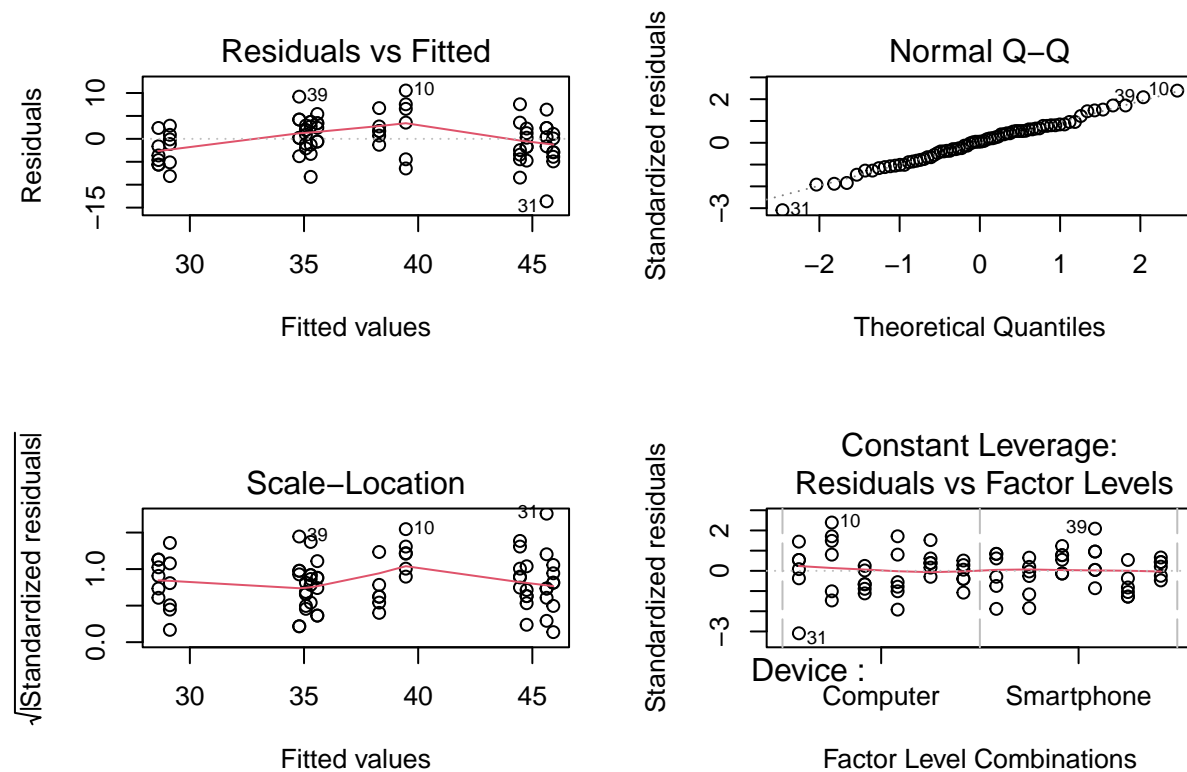 Residuals vs Fitted
Residuals
10
0
−15
39
10
31
30 35 40 45
Fitted values
Normal Q−Q
Standardized residuals
2
0
−3
39
10
31
−2 −1 0 1 2
Theoretical Quantiles
Scale−Location
√|Standardized residuals|
1.0
0.0
39
10
31
30 35 40 45
Fitted values
Constant Leverage:
Residuals vs Factor Levels
Standardized residuals
2
0
−3
10
39
31
Device :
Computer Smartphone
Factor Level Combinations